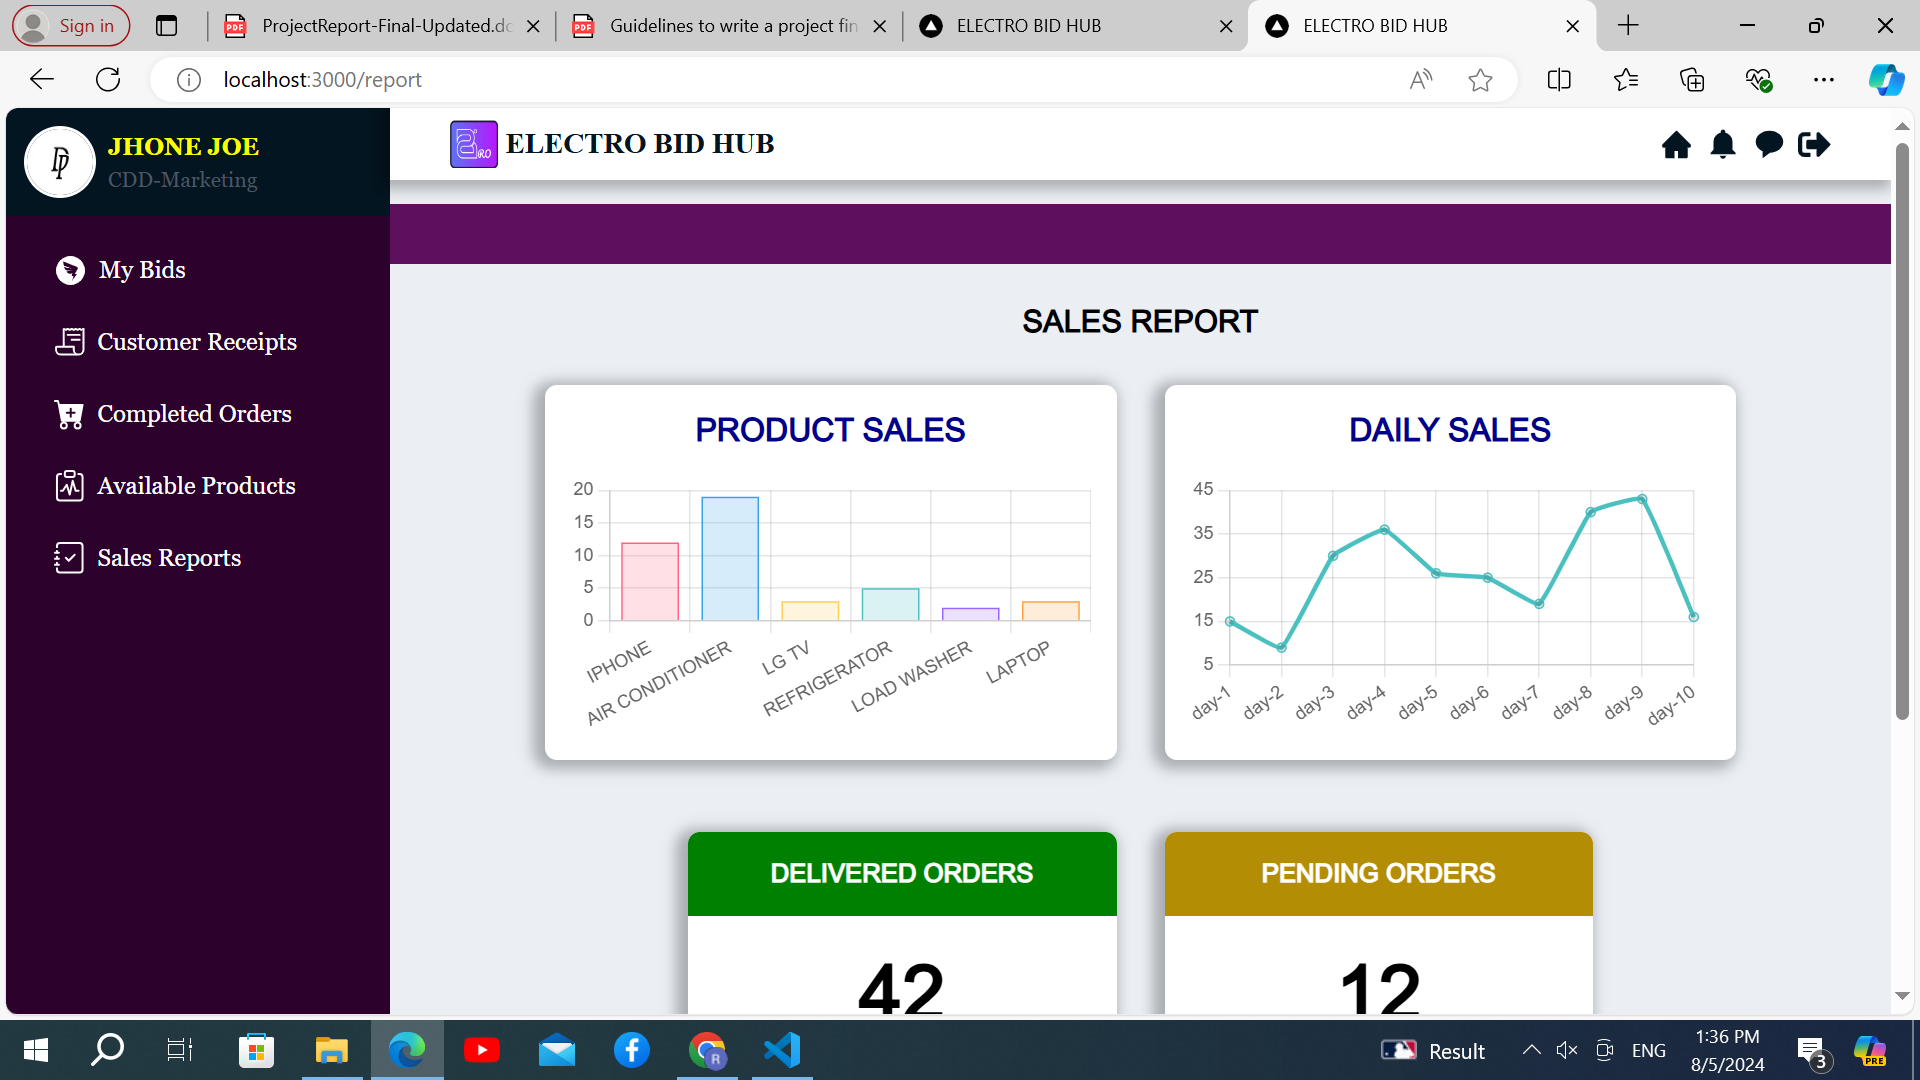 Sign in
ProjectReport-Final-Updated.dc
Guidelines to write a project fin
ELECTRO BID HUB
ELECTRO BID HUB
localhost:3000/report
JHONE JOE
CDD-Marketing
ELECTRO BID HUB
My Bids
Customer Receipts
Completed Orders
Available Products
Sales Reports
SALES REPORT
PRODUCT SALES
20
15
10
5
0
IPHONE
AIR CONDITIONER
LG TV
REFRIGERATOR
LOAD WASHER
LAPTOP
DAILY SALES
45
35
25
15
5
day-1
day-2
day-3
day-4
day-5
day-6
day-7
day-8
day-9
day-10
DELIVERED ORDERS
42
PENDING ORDERS
12
Result
ENG
1:36 PM
8/5/2024
3
PRE